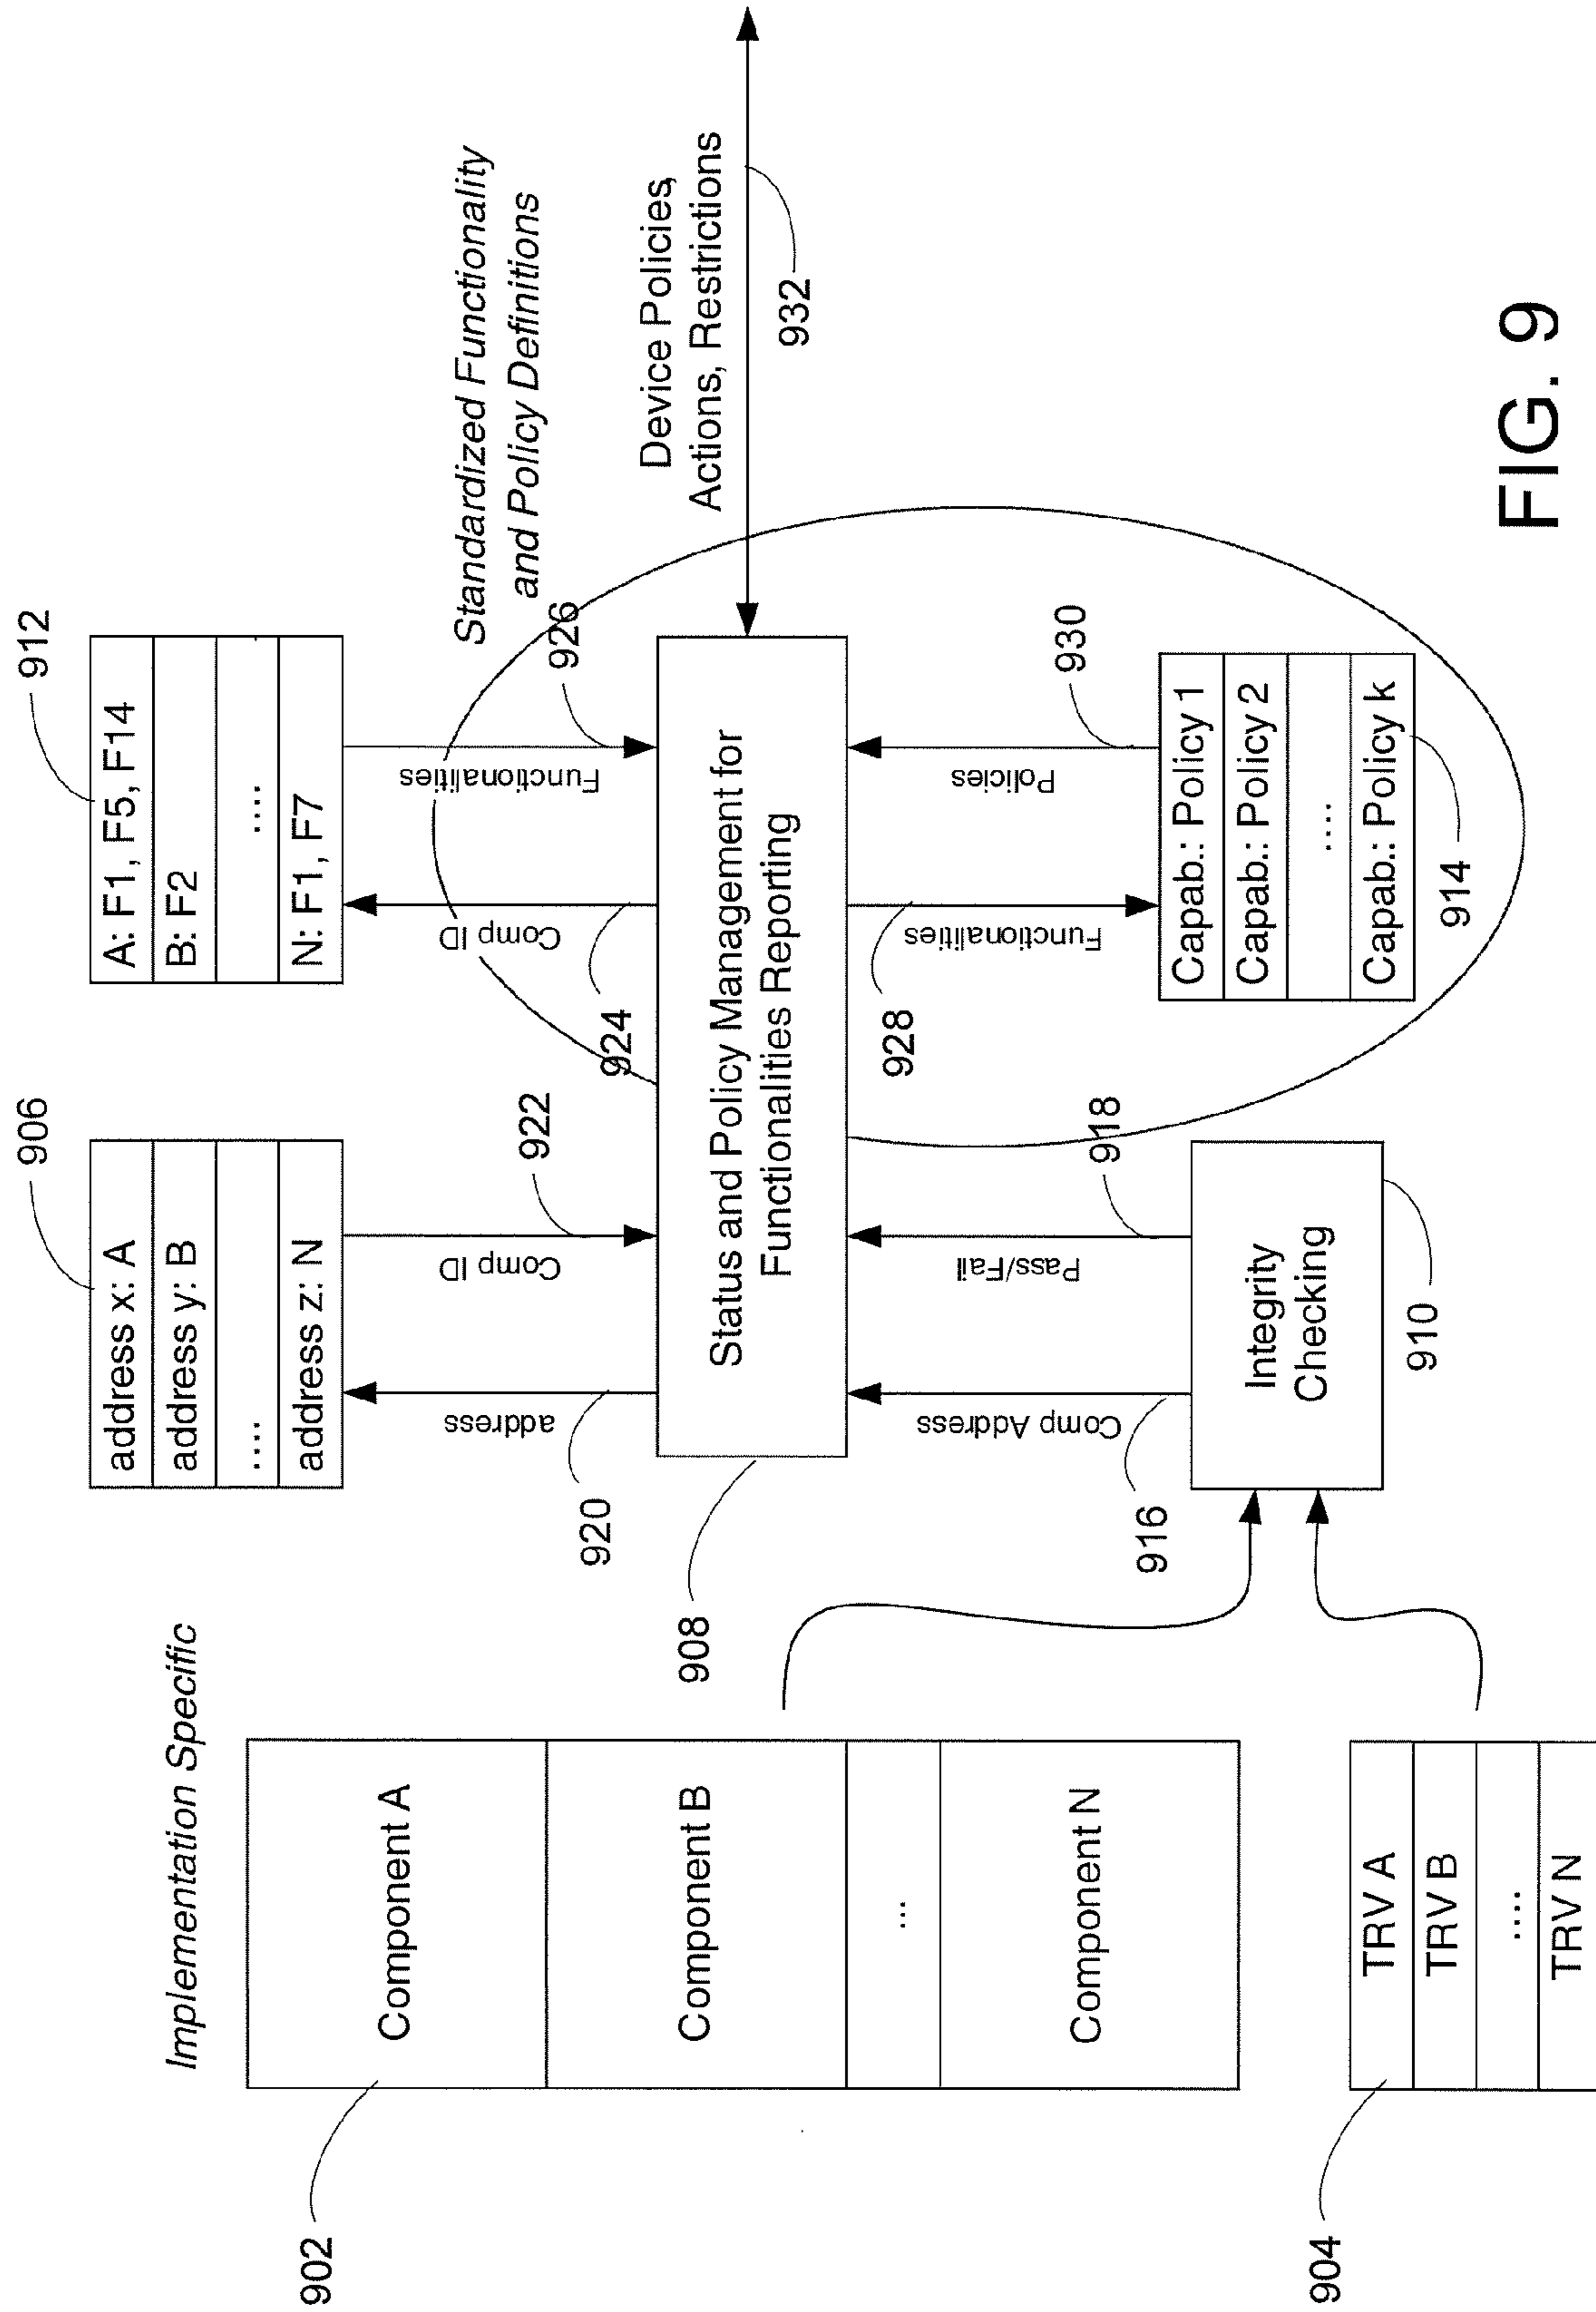 Implementation Specific
902
Component A
Component B
...
Component N
904
TRV A
TRV B
....
TRV N
906
address x: A
address y: B
....
address z: N
912
A: F1, F5, F14
B: F2
....
N: F1, F7
920
address
Comp ID
922
924
Comp ID
Functionalities
926
Standardized Functionality
and Policy Definitions
908
Status and Policy Management for
Functionalities Reporting
Device Policies,
Actions, Restrictions
932
916
Comp Address
Pass/Fail
918
928
Functionalities
Policies
930
Integrity
Checking
910
Capab.: Policy 1
Capab.: Policy 2
....
Capab.: Policy k
914
FIG. 9